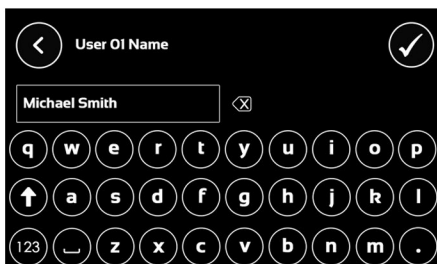 User 01 Name
Michael Smith
q w e r t y u i o p
a s d f g h j k l
123 z x c v b n m .